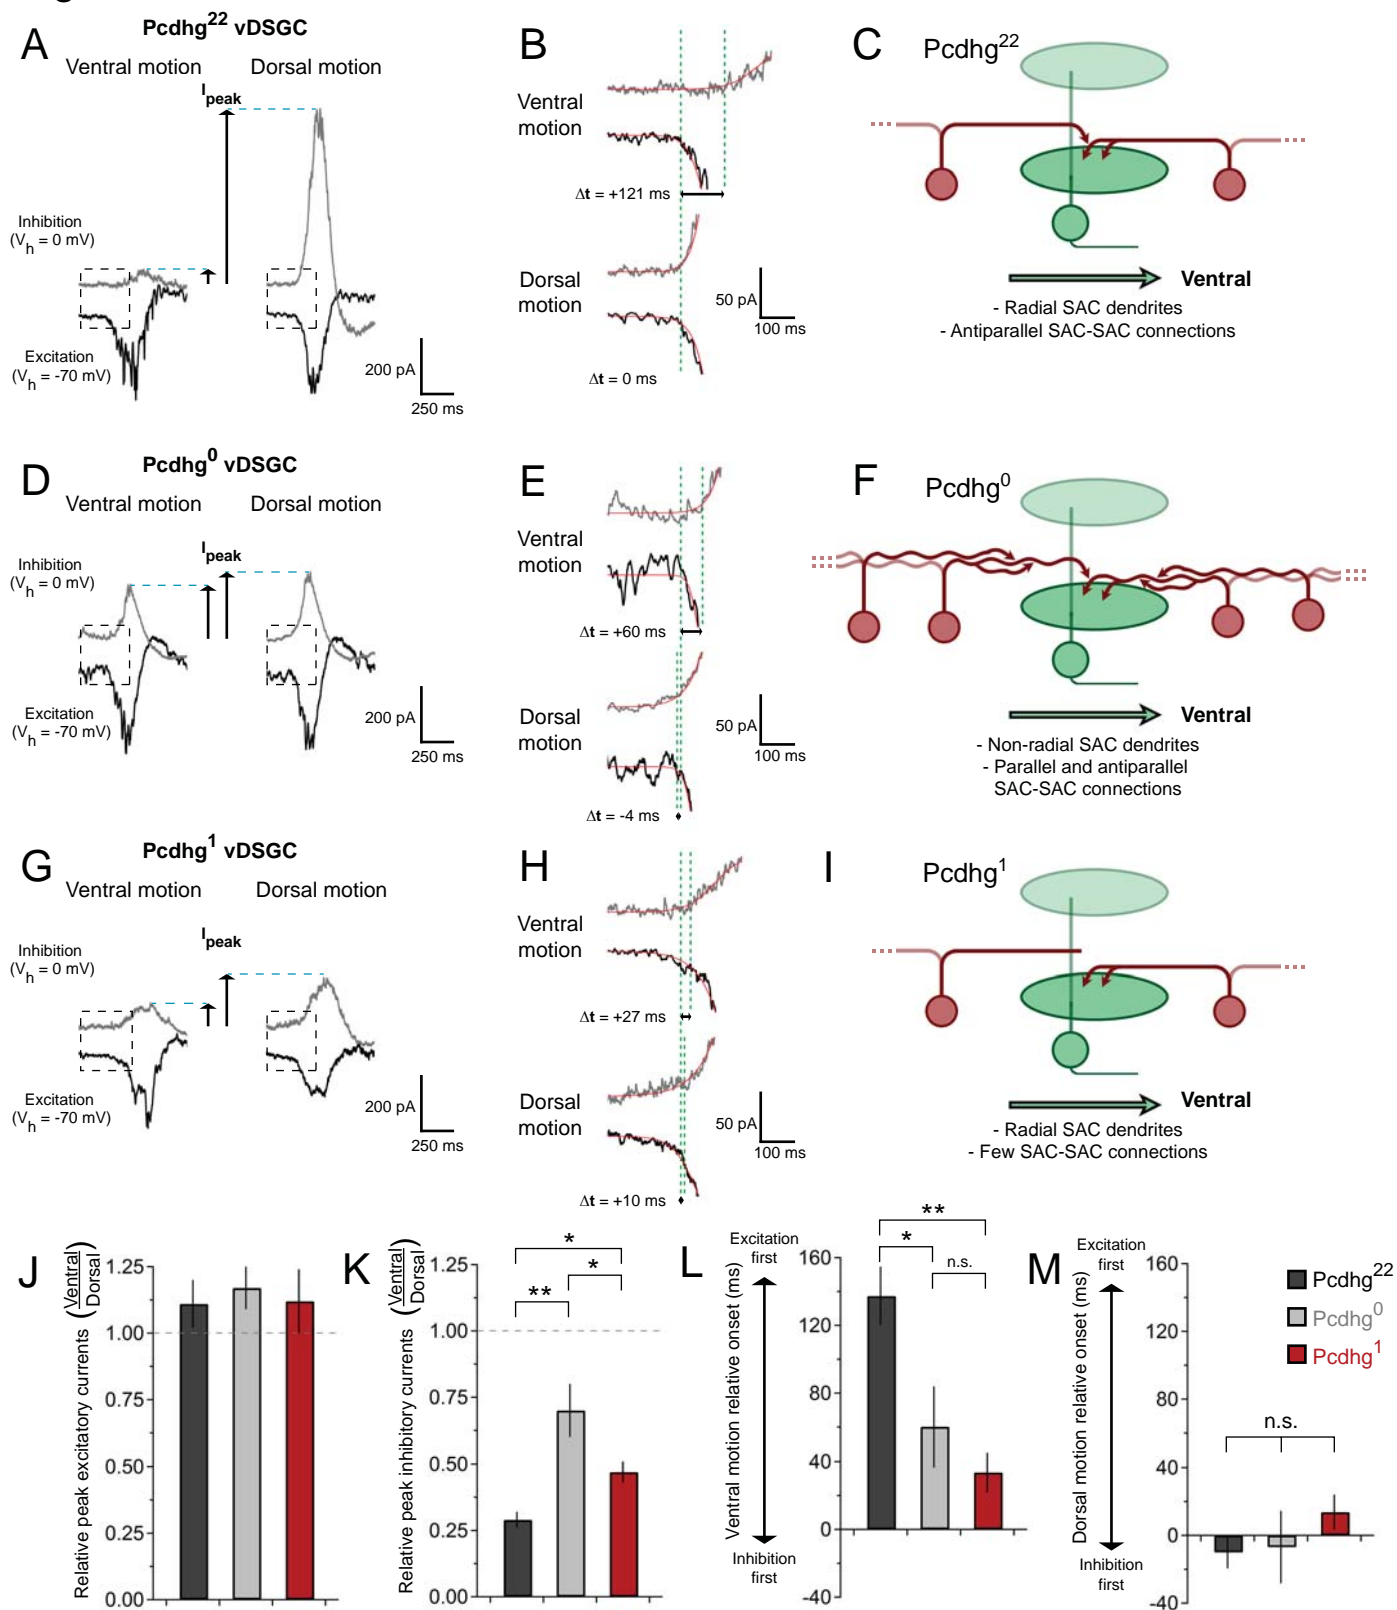 Pcdhg22 vDSGC
A
Ventral motion
Dorsal motion
Ipeak
Inhibition
(Vh = 0 mV)
Excitation
(Vh = -70 mV)
200 pA
250 ms
B
Ventral
motion
Δt = +121 ms
Dorsal
motion
Δt = 0 ms
50 pA
100 ms
C
Pcdhg22
Ventral
- Radial SAC dendrites
- Antiparallel SAC-SAC connections
Pcdhg0 vDSGC
D
Ventral motion
Dorsal motion
Ipeak
Inhibition
(Vh = 0 mV)
Excitation
(Vh = -70 mV)
200 pA
250 ms
E
Ventral
motion
Δt = +60 ms
Dorsal
motion
Δt = -4 ms
50 pA
100 ms
F
Pcdhg0
Ventral
- Non-radial SAC dendrites
- Parallel and antiparallel
SAC-SAC connections
Pcdhg1 vDSGC
G
Ventral motion
Dorsal motion
Ipeak
Inhibition
(Vh = 0 mV)
Excitation
(Vh = -70 mV)
200 pA
250 ms
H
Ventral
motion
Δt = +27 ms
Dorsal
motion
Δt = +10 ms
50 pA
100 ms
I
Pcdhg1
Ventral
- Radial SAC dendrites
- Few SAC-SAC connections
J
Relative peak excitatory currents (Ventral/Dorsal)
1.25
1.00
0.75
0.50
0.25
0.00
K
Relative peak inhibitory currents (Ventral/Dorsal)
1.25
1.00
0.75
0.50
0.25
0.00
*
*
**
L
Excitation
first
Ventral motion relative onset (ms)
Inhibition
first
160
120
80
40
0
-40
**
*
n.s.
M
Excitation
first
Dorsal motion relative onset (ms)
Inhibition
first
160
120
80
40
0
-40
n.s.
Pcdhg22
Pcdhg0
Pcdhg1